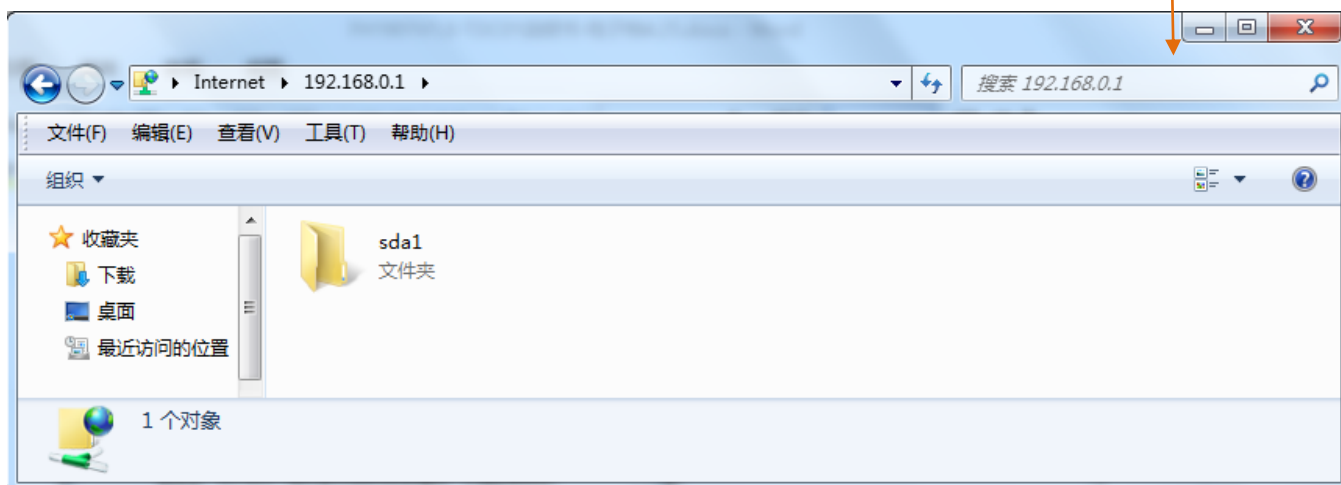 Internet 192.168.0.1
搜索 192.168.0.1
文件(F) 编辑(E) 查看(V) 工具(T) 帮助(H)
组织
收藏夹
下载
桌面
最近访问的位置
sda1
文件夹
1 个对象